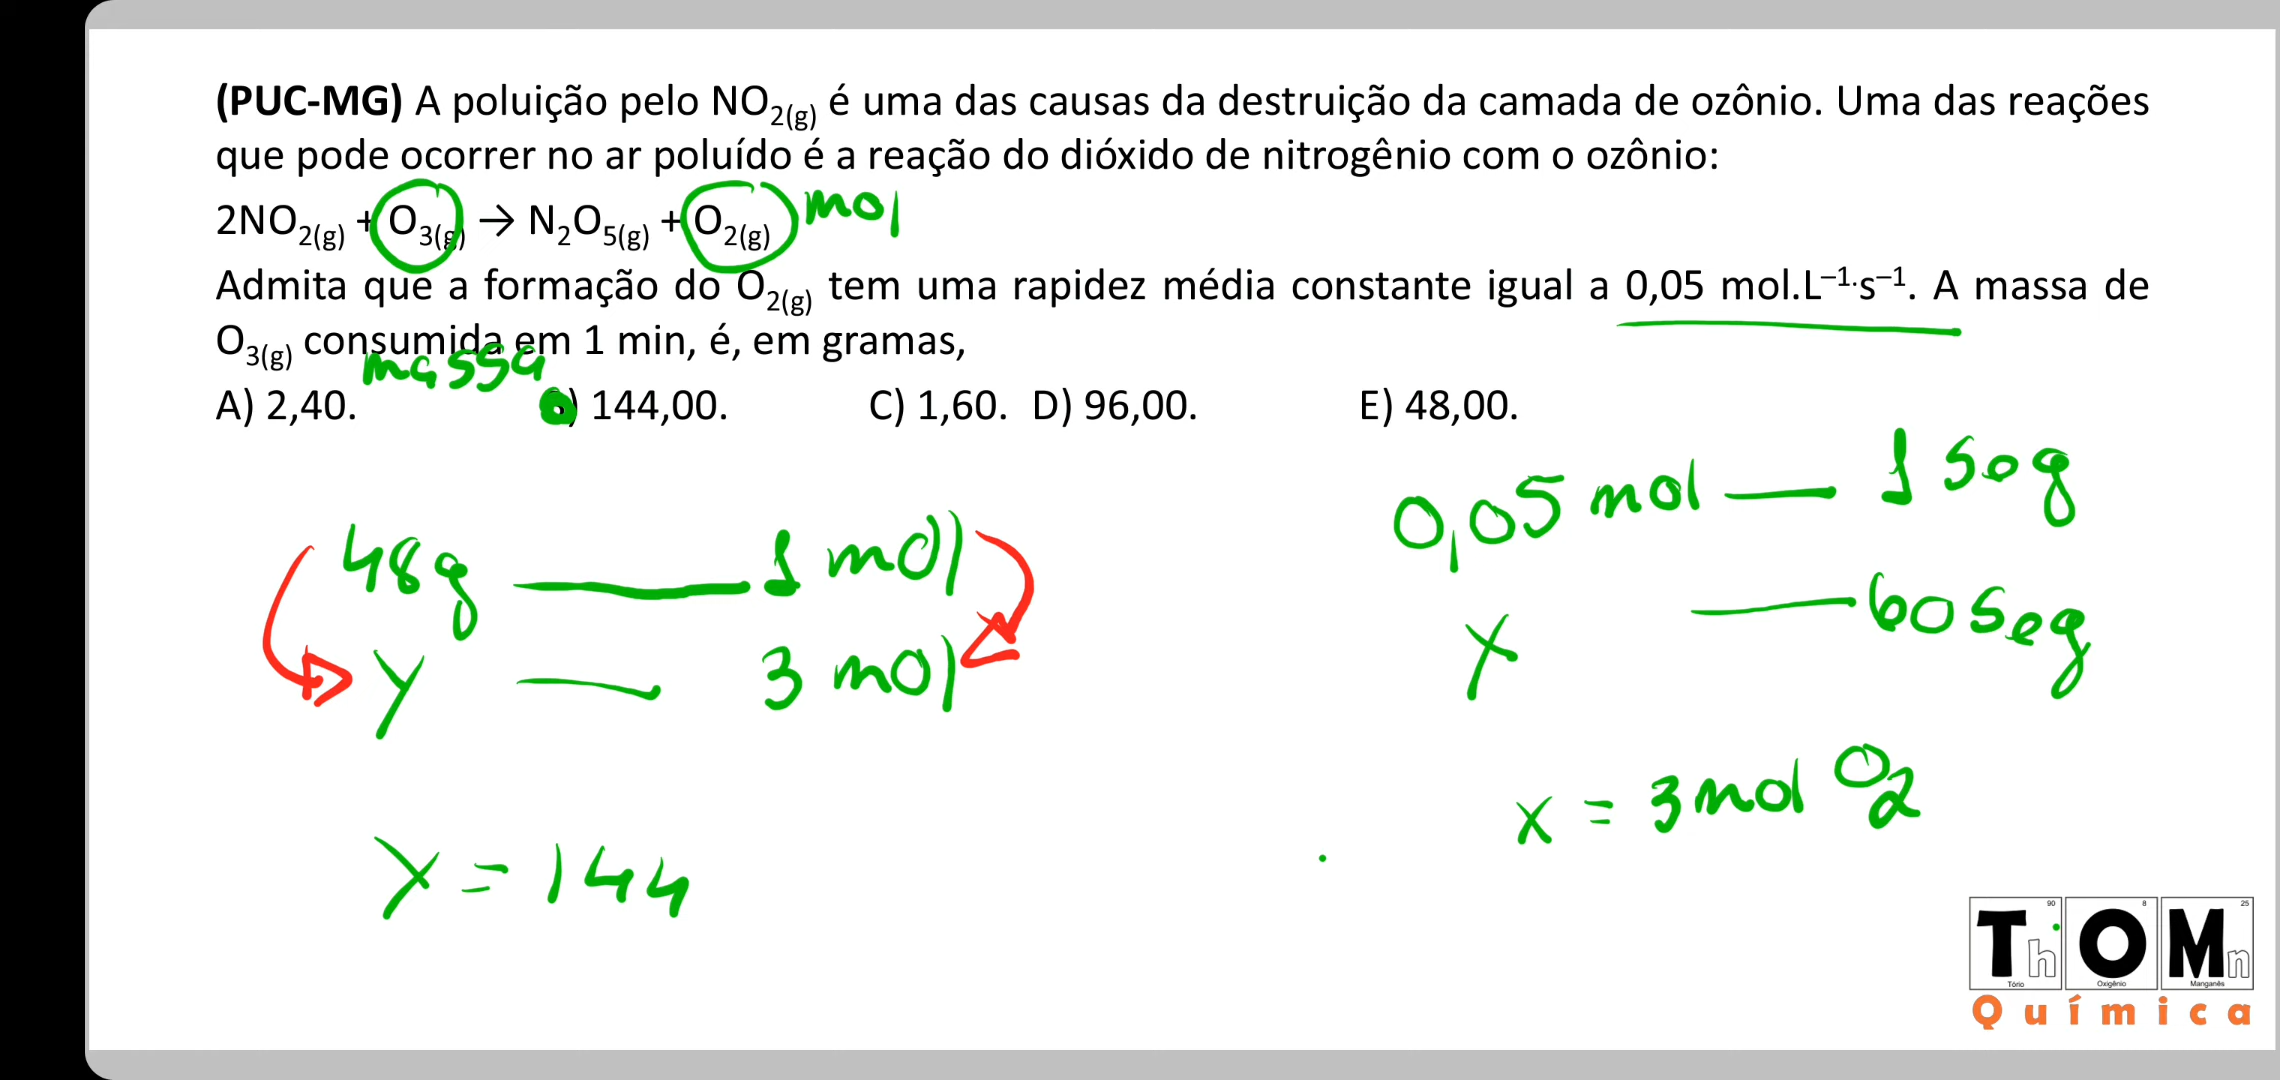 (PUC-MG) A poluição pelo NO2(g) é uma das causas da destruição da camada de ozônio. Uma das reações
que pode ocorrer no ar poluído é a reação do dióxido de nitrogênio com o ozônio:
2NO2(g) + O3(g) → N2O5(g) + O2(g) mol
Admita que a formação do O2(g) tem uma rapidez média constante igual a 0,05 mol.L–1.s–1. A massa de
O3(g) consumida em 1 min, é, em gramas,
massa
A) 2,40. B) 144,00. C) 1,60. D) 96,00. E) 48,00.
0,05 mol — 1 seg
48g — 1 mol
X — 60 seg
Y — 3 mol
x = 3 mol O2
Y = 144
90 8 25
Th O Mn
Tório Oxigênio Manganês
Química